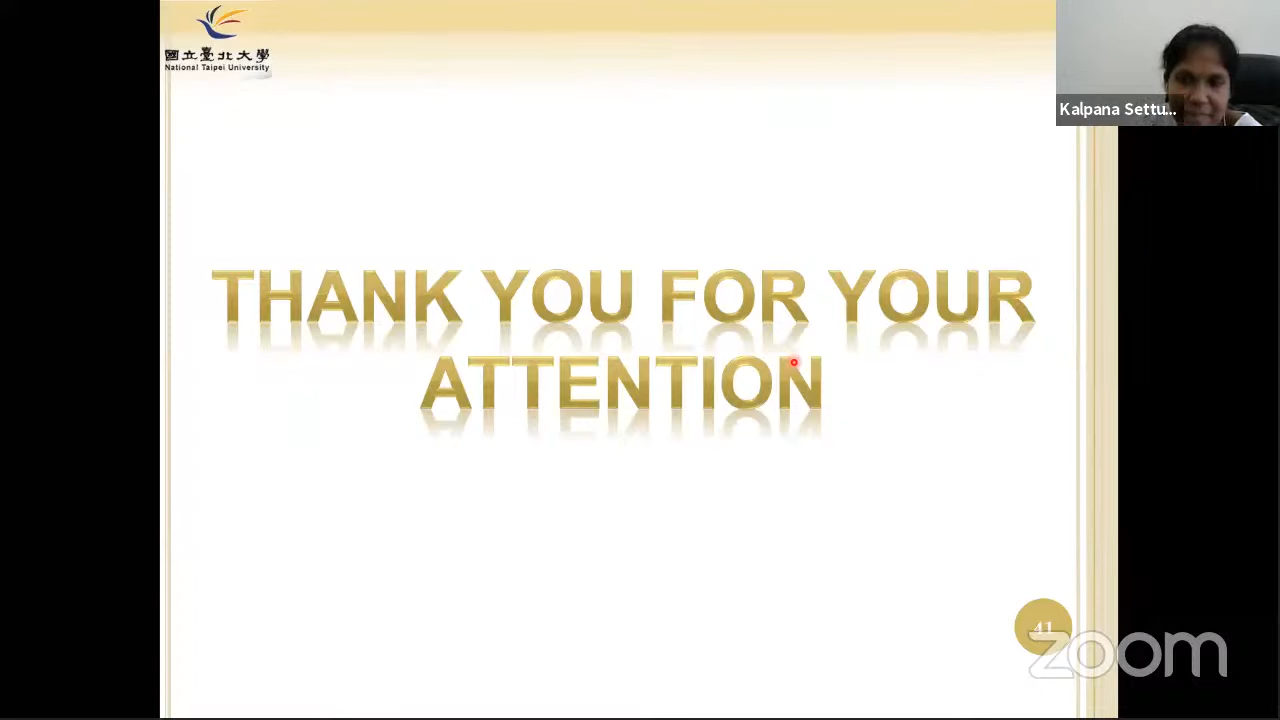 國立臺北大學
National Taipei University
Kalpana Settu...
THANK YOU FOR YOUR
ATTENTION
41
zoom